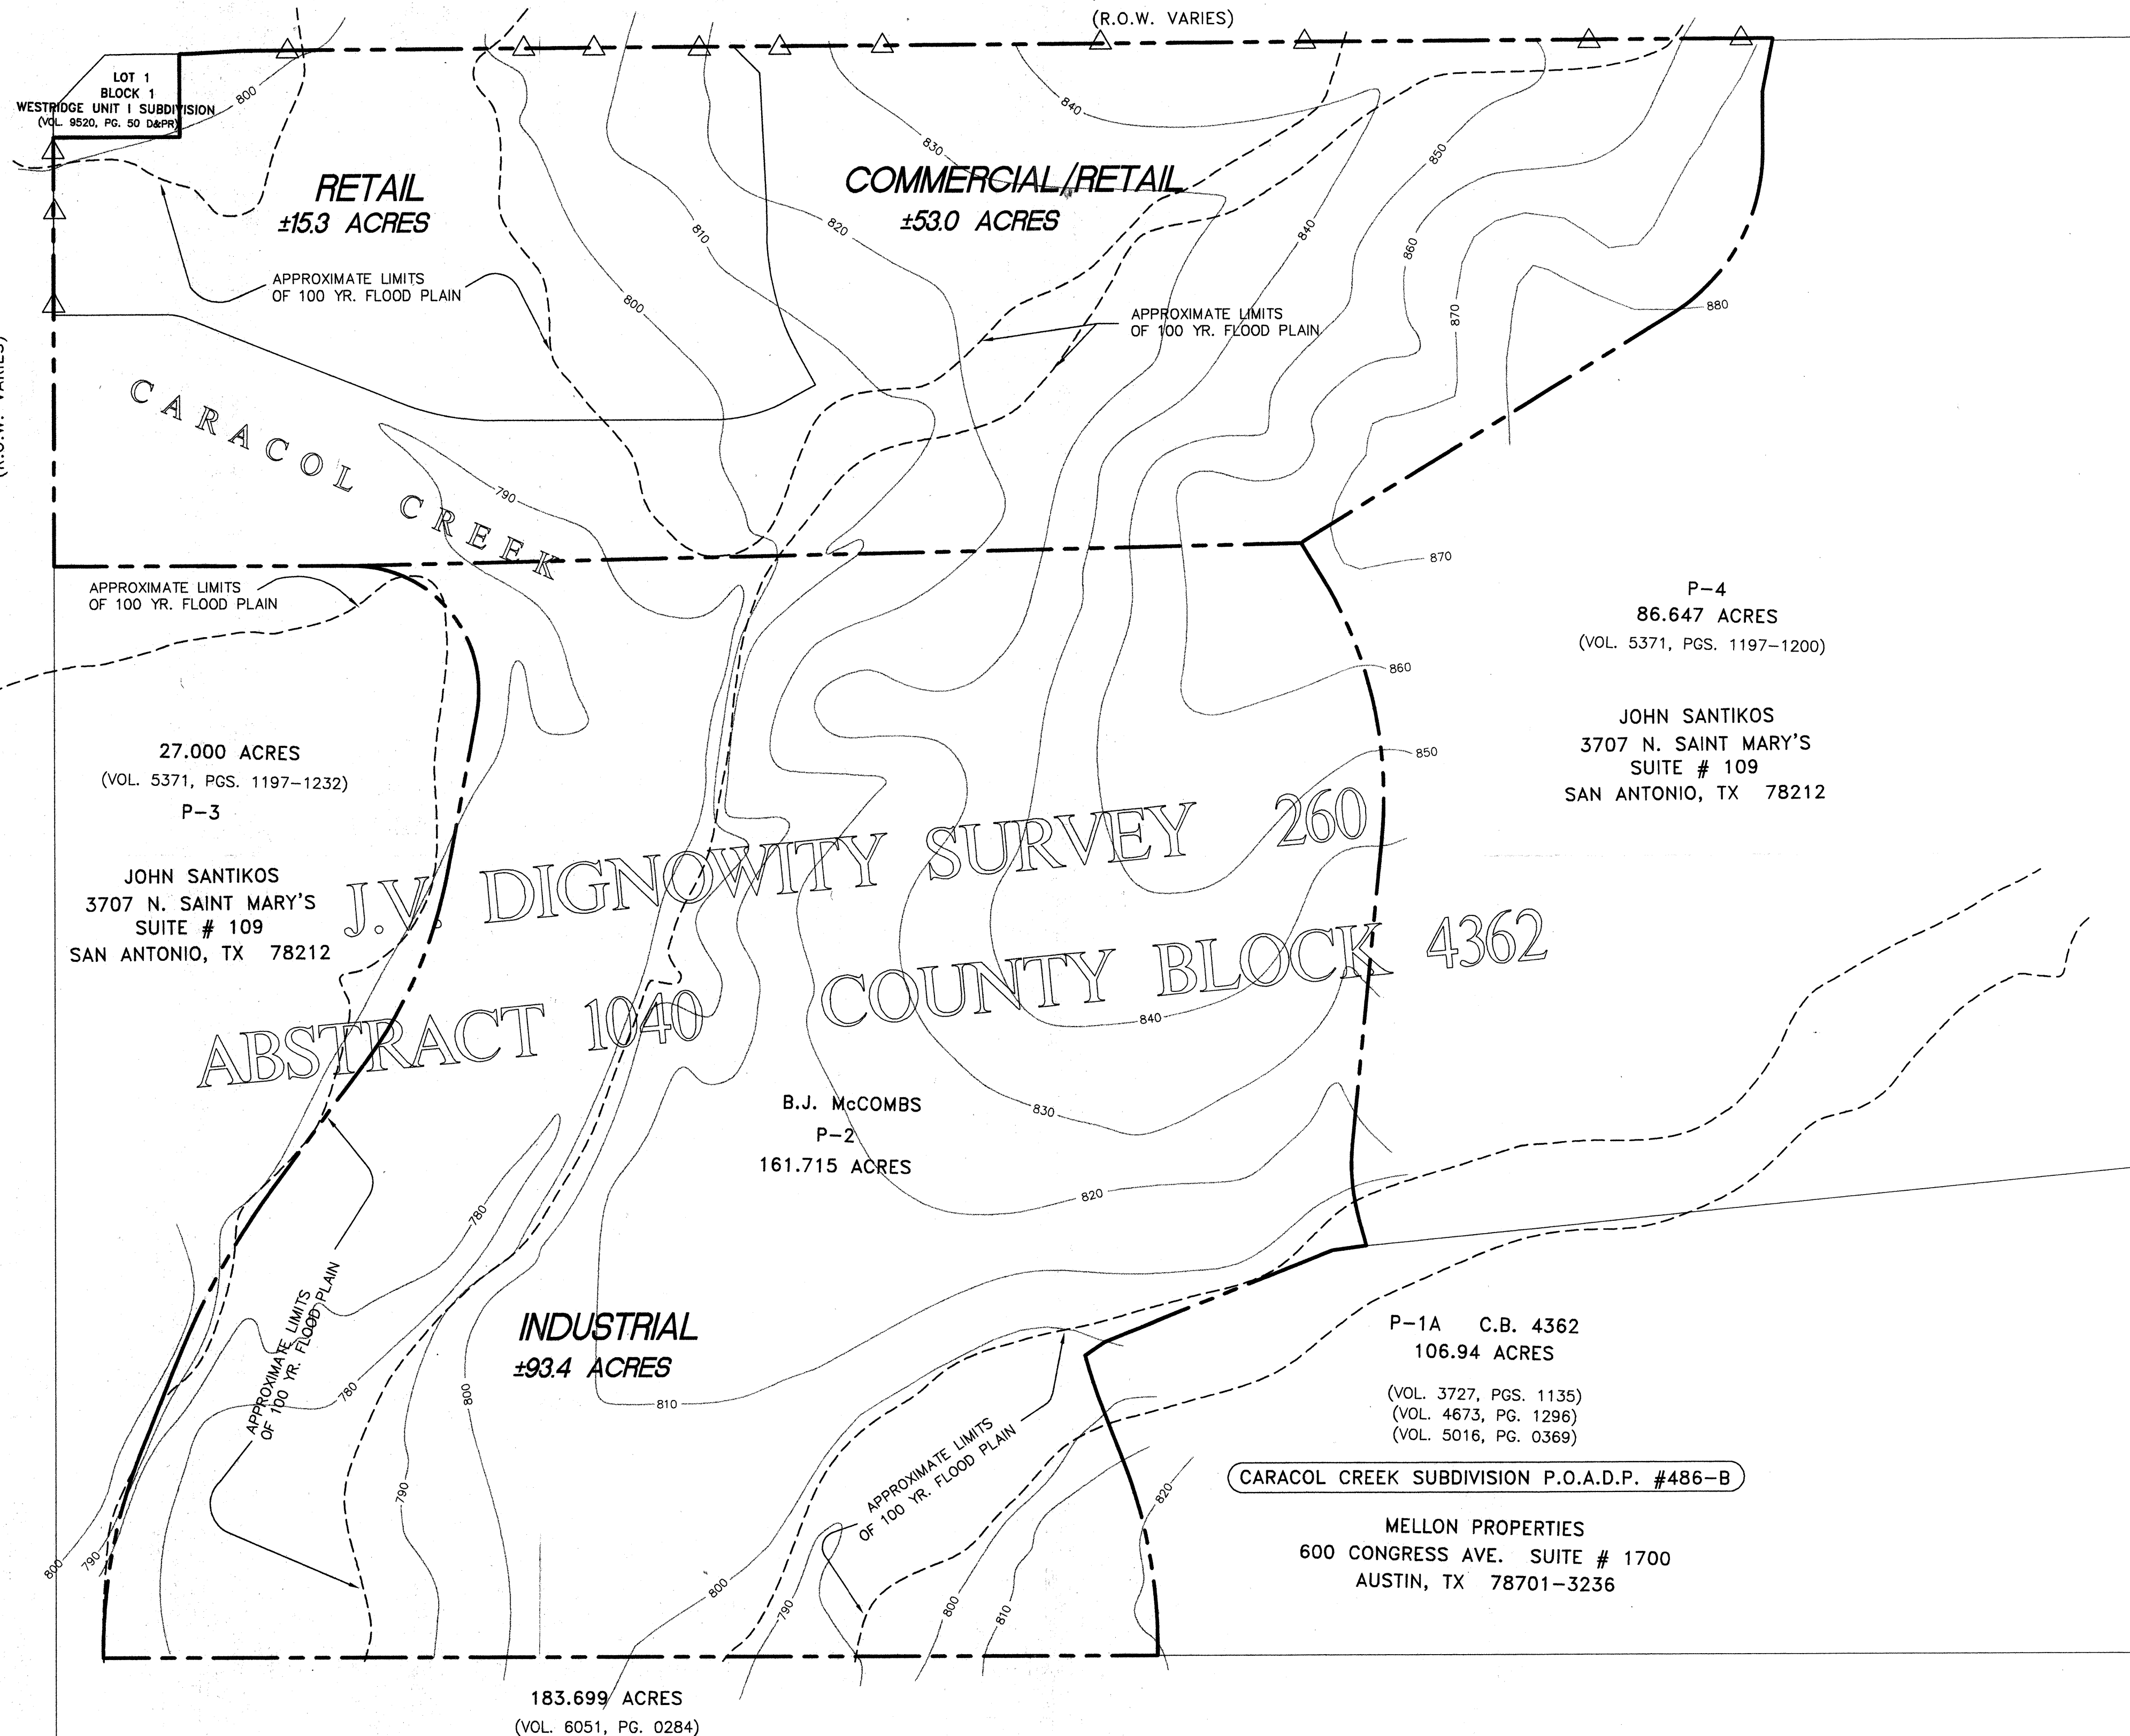 (R.O.W. VARIES)
LOT 1
BLOCK 1
WESTRIDGE UNIT I SUBDIVISION
(VOL. 9520, PG. 50 D&PR)
800
840
830
850
RETAIL
±15.3 ACRES
COMMERCIAL/RETAIL
±53.0 ACRES
810
820
840
860
APPROXIMATE LIMITS
OF 100 YR. FLOOD PLAIN
800
APPROXIMATE LIMITS
OF 100 YR. FLOOD PLAIN
870
880
(R.O.W. VARIES)
CARACOL CREEK
790
870
APPROXIMATE LIMITS
OF 100 YR. FLOOD PLAIN
P-4
86.647 ACRES
(VOL. 5371, PGS. 1197-1200)
860
JOHN SANTIKOS
3707 N. SAINT MARY'S
SUITE # 109
SAN ANTONIO, TX 78212
850
27.000 ACRES
(VOL. 5371, PGS. 1197-1232)
P-3
JOHN SANTIKOS
3707 N. SAINT MARY'S
SUITE # 109
SAN ANTONIO, TX 78212
J.V. DIGNOWITY SURVEY 260
ABSTRACT 1040 COUNTY BLOCK 4362
840
B.J. McCOMBS
P-2
161.715 ACRES
830
820
780
APPROXIMATE LIMITS
OF 100 YR. FLOOD PLAIN
INDUSTRIAL
±93.4 ACRES
780
800
810
P-1A C.B. 4362
106.94 ACRES
(VOL. 3727, PGS. 1135)
(VOL. 4673, PG. 1296)
(VOL. 5016, PG. 0369)
APPROXIMATE LIMITS
OF 100 YR. FLOOD PLAIN
CARACOL CREEK SUBDIVISION P.O.A.D.P. #486-B
790
820
MELLON PROPERTIES
600 CONGRESS AVE. SUITE # 1700
AUSTIN, TX 78701-3236
800
790
800
790
800
810
183.699 ACRES
(VOL. 6051, PG. 0284)